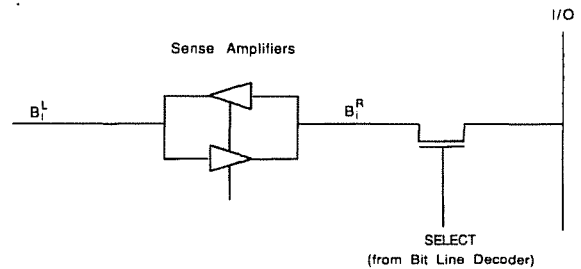 I/O
Sense Amplifiers
B_i^L
B_i^R
SELECT
(from Bit Line Decoder)